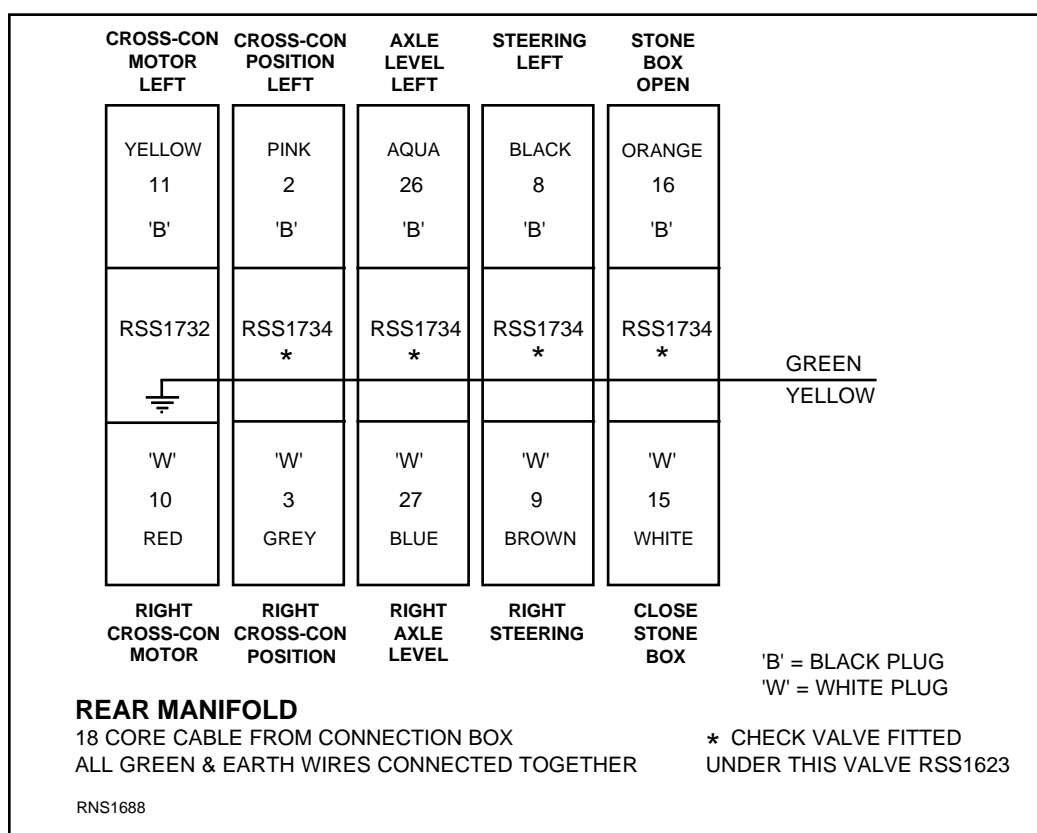 CROSS-CON MOTOR LEFT
CROSS-CON POSITION LEFT
AXLE LEVEL LEFT
STEERING LEFT
STONE BOX OPEN
YELLOW PINK AQUA BLACK ORANGE
11 2 26 8 16
'B' 'B' 'B' 'B' 'B'
RSS1732 RSS1734 RSS1734 RSS1734 RSS1734
* * * *
GREEN
YELLOW
'W' 'W' 'W' 'W' 'W'
10 3 27 9 15
RED GREY BLUE BROWN WHITE
RIGHT CROSS-CON MOTOR
RIGHT CROSS-CON POSITION
RIGHT AXLE LEVEL
RIGHT STEERING
CLOSE STONE BOX
'B' = BLACK PLUG
'W' = WHITE PLUG
REAR MANIFOLD
18 CORE CABLE FROM CONNECTION BOX
ALL GREEN & EARTH WIRES CONNECTED TOGETHER
* CHECK VALVE FITTED
UNDER THIS VALVE RSS1623
RNS1688